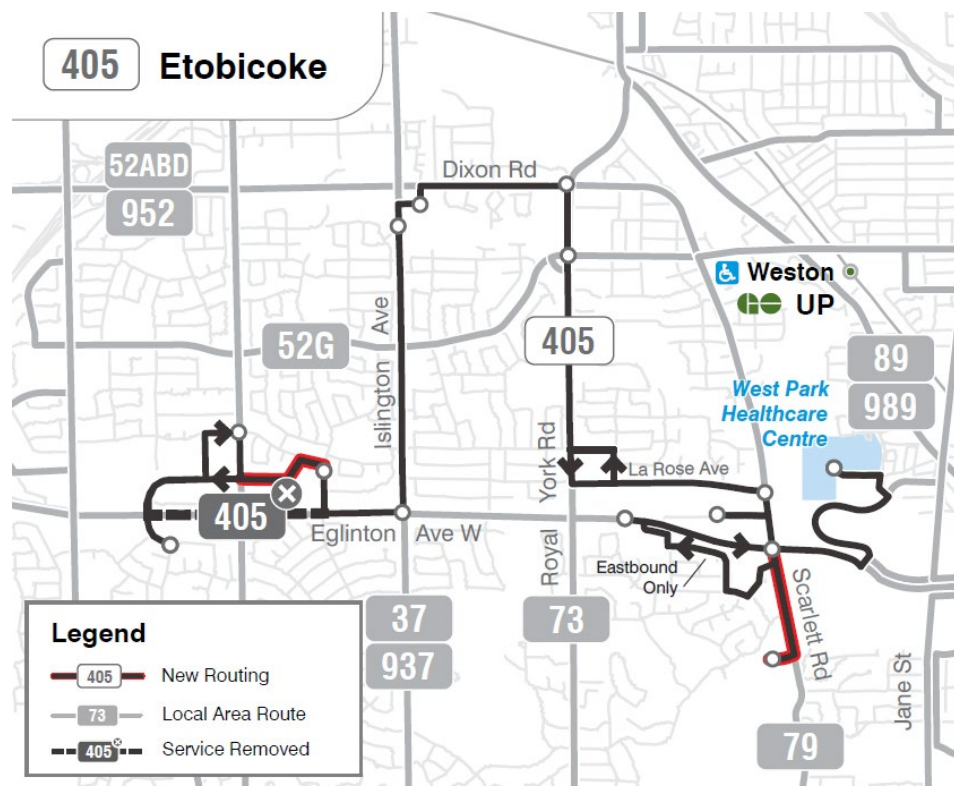 405 Etobicoke
52ABD
952
Dixon Rd
Weston
UP
Islington Ave
52G
405
89
989
West Park
Healthcare
Centre
La Rose Ave
405
Eglinton Ave W
Royal York Rd
Eastbound
Only
Scarlett Rd
Jane St
37
937
73
79
Legend
405 New Routing
73 Local Area Route
405 Service Removed